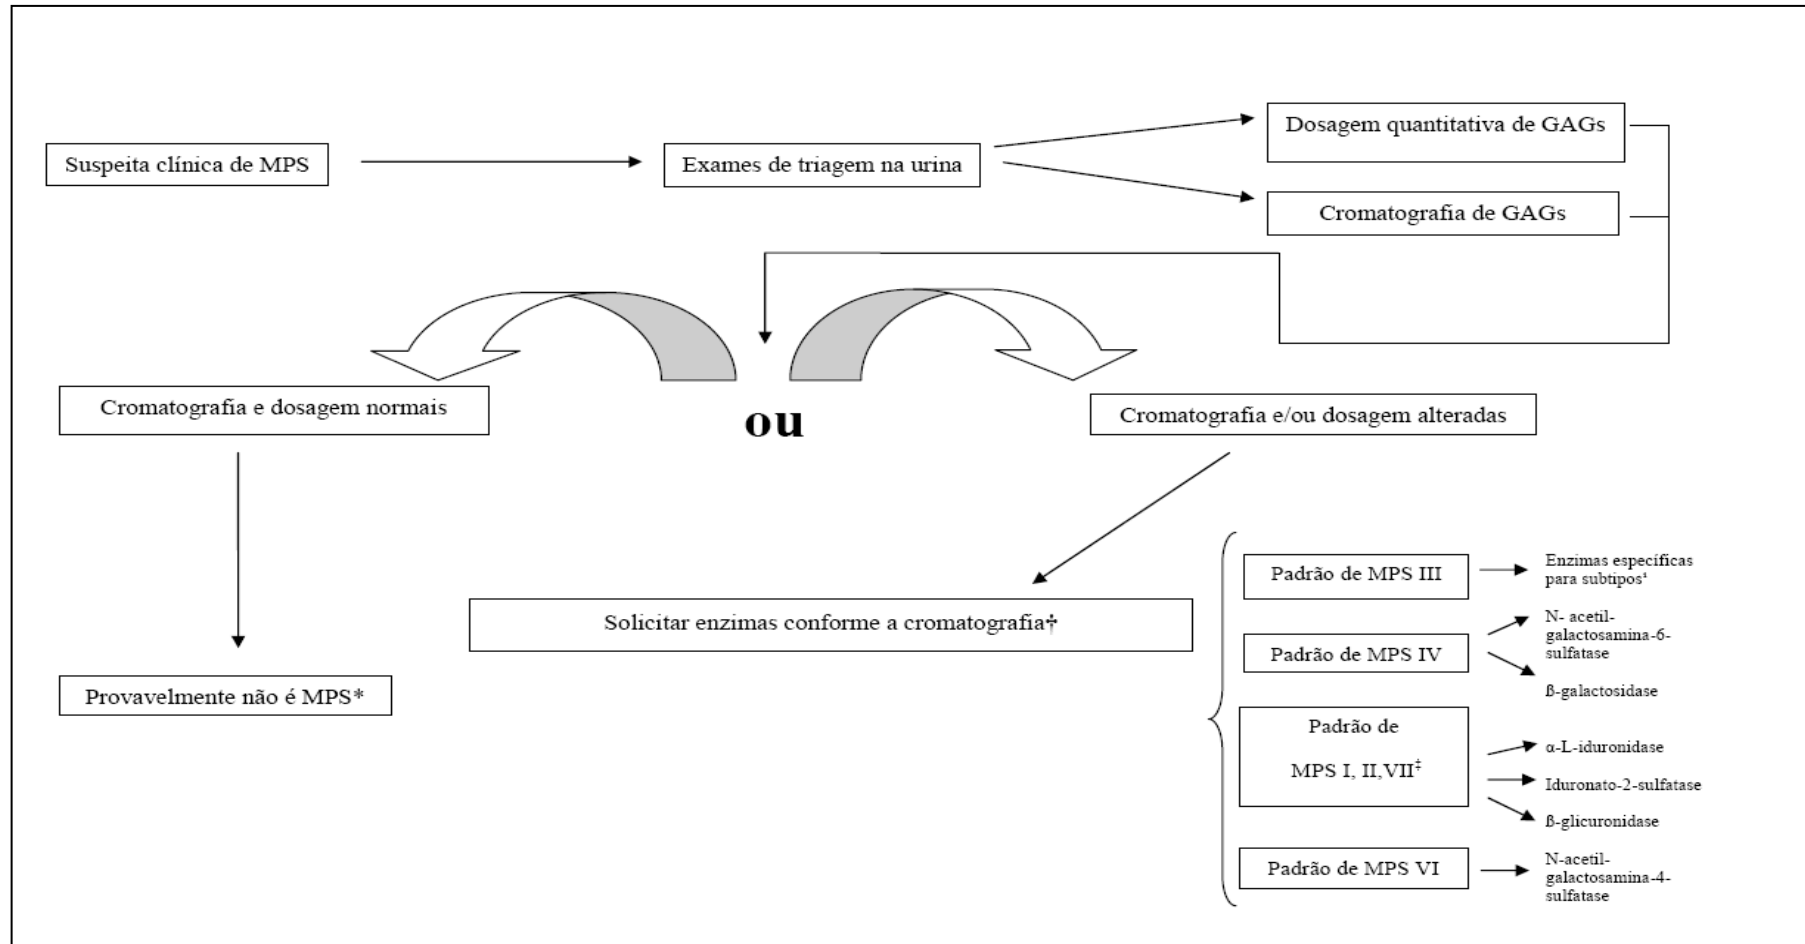 Suspeita clínica de MPS
Exames de triagem na urina
Dosagem quantitativa de GAGs
Cromatografia de GAGs
Cromatografia e dosagem normais
ou
Cromatografia e/ou dosagem alteradas
Provavelmente não é MPS*
Solicitar enzimas conforme a cromatografia†
Padrão de MPS III
Enzimas específicas
para subtipos¹
Padrão de MPS IV
N- acetil-
galactosamina-6-
sulfatase
ß-galactosidase
Padrão de
MPS I, II,VII‡
α-L-iduronidase
Iduronato-2-sulfatase
ß-glicuronidase
Padrão de MPS VI
N-acetil-
galactosamina-4-
sulfatase